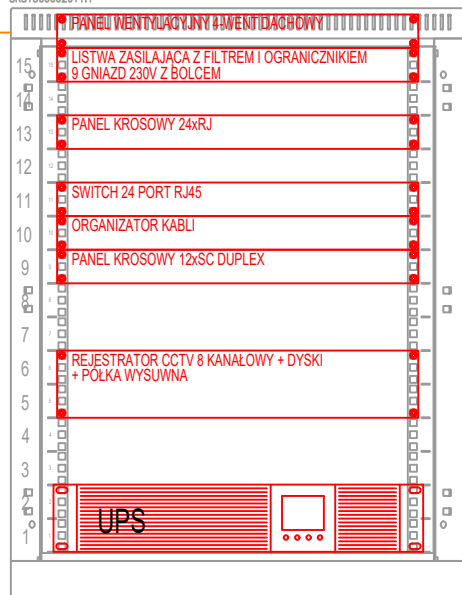 PANEL WENTYLACYJNY 4-WENT DACHOWY
15
LISTWA ZASILAJĄCA Z FILTREM I OGRANICZNIKIEM
9 GNIAZD 230V Z BOLCEM
14
13
PANEL KROSOWY 24xRJ
12
11
SWITCH 24 PORT RJ45
10
ORGANIZATOR KABLI
9
PANEL KROSOWY 12xSC DUPLEX
8
7
6
REJESTRATOR CCTV 8 KANAŁOWY + DYSKI
+ PÓŁKA WYSUWNA
5
4
3
2
UPS
1